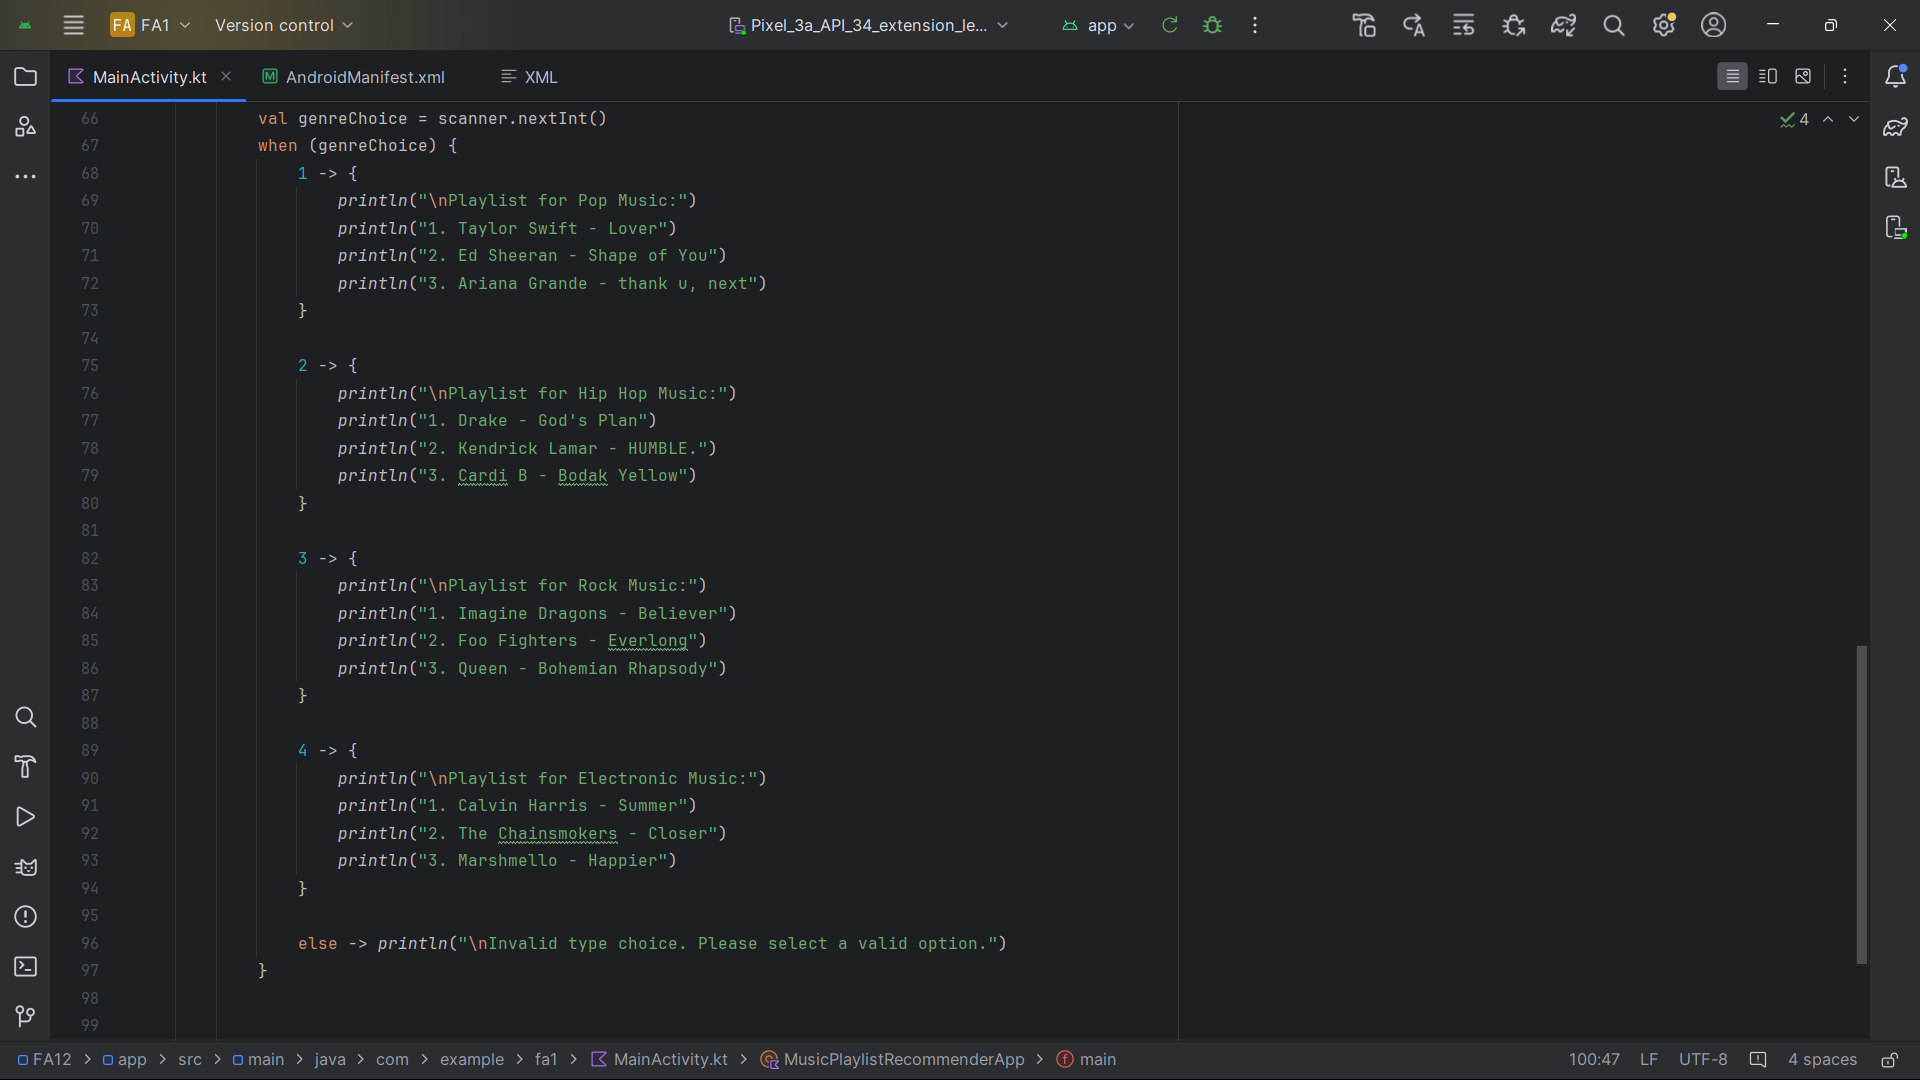 FA FA1 Version control Pixel_3a_API_34_extension_le... app
MainActivity.kt AndroidManifest.xml XML
66 val genreChoice = scanner.nextInt() 4
67 when (genreChoice) {
68 1 -> {
69 println("\nPlaylist for Pop Music:")
70 println("1. Taylor Swift - Lover")
71 println("2. Ed Sheeran - Shape of You")
72 println("3. Ariana Grande - thank u, next")
73 }
74
75 2 -> {
76 println("\nPlaylist for Hip Hop Music:")
77 println("1. Drake - God's Plan")
78 println("2. Kendrick Lamar - HUMBLE.")
79 println("3. Cardi B - Bodak Yellow")
80 }
81
82 3 -> {
83 println("\nPlaylist for Rock Music:")
84 println("1. Imagine Dragons - Believer")
85 println("2. Foo Fighters - Everlong")
86 println("3. Queen - Bohemian Rhapsody")
87 }
88
89 4 -> {
90 println("\nPlaylist for Electronic Music:")
91 println("1. Calvin Harris - Summer")
92 println("2. The Chainsmokers - Closer")
93 println("3. Marshmello - Happier")
94 }
95
96 else -> println("\nInvalid type choice. Please select a valid option.")
97 }
98
99
FA12 > app > src > main > java > com > example > fa1 > MainActivity.kt > MusicPlaylistRecommenderApp > main 100:47 LF UTF-8 4 spaces